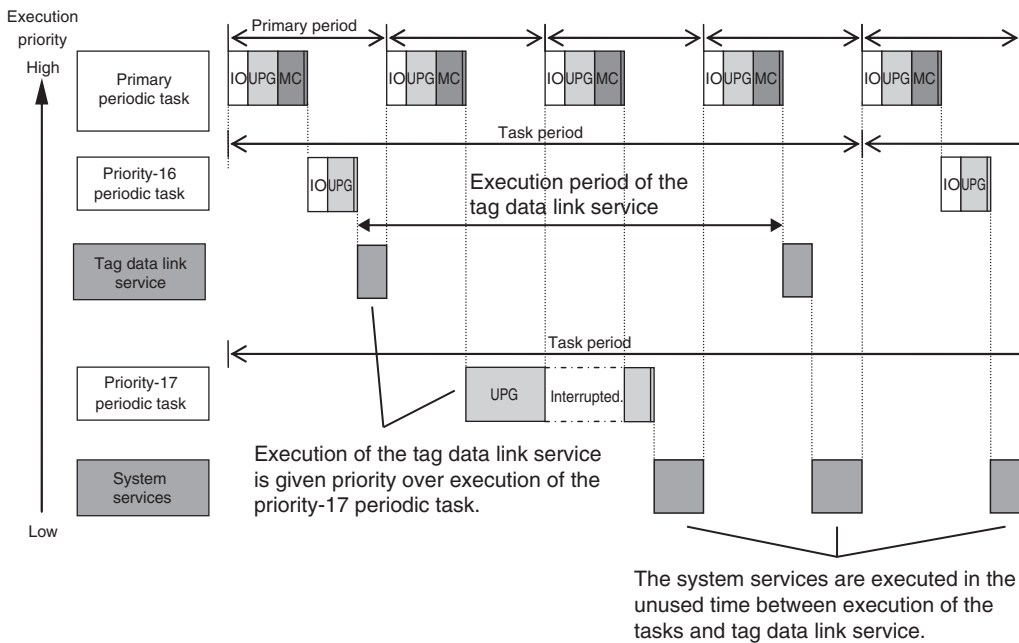 Execution
priority
High
Primary period
Primary
periodic task
IO UPG MC
IO UPG MC
IO UPG MC
IO UPG MC
IO UPG MC
Task period
Priority-16
periodic task
IO UPG
Execution period of the
tag data link service
IO UPG
Tag data link
service
Task period
Priority-17
periodic task
UPG
Interrupted.
Execution of the tag data link service
is given priority over execution of the
priority-17 periodic task.
System
services
Low
The system services are executed in the
unused time between execution of the
tasks and tag data link service.